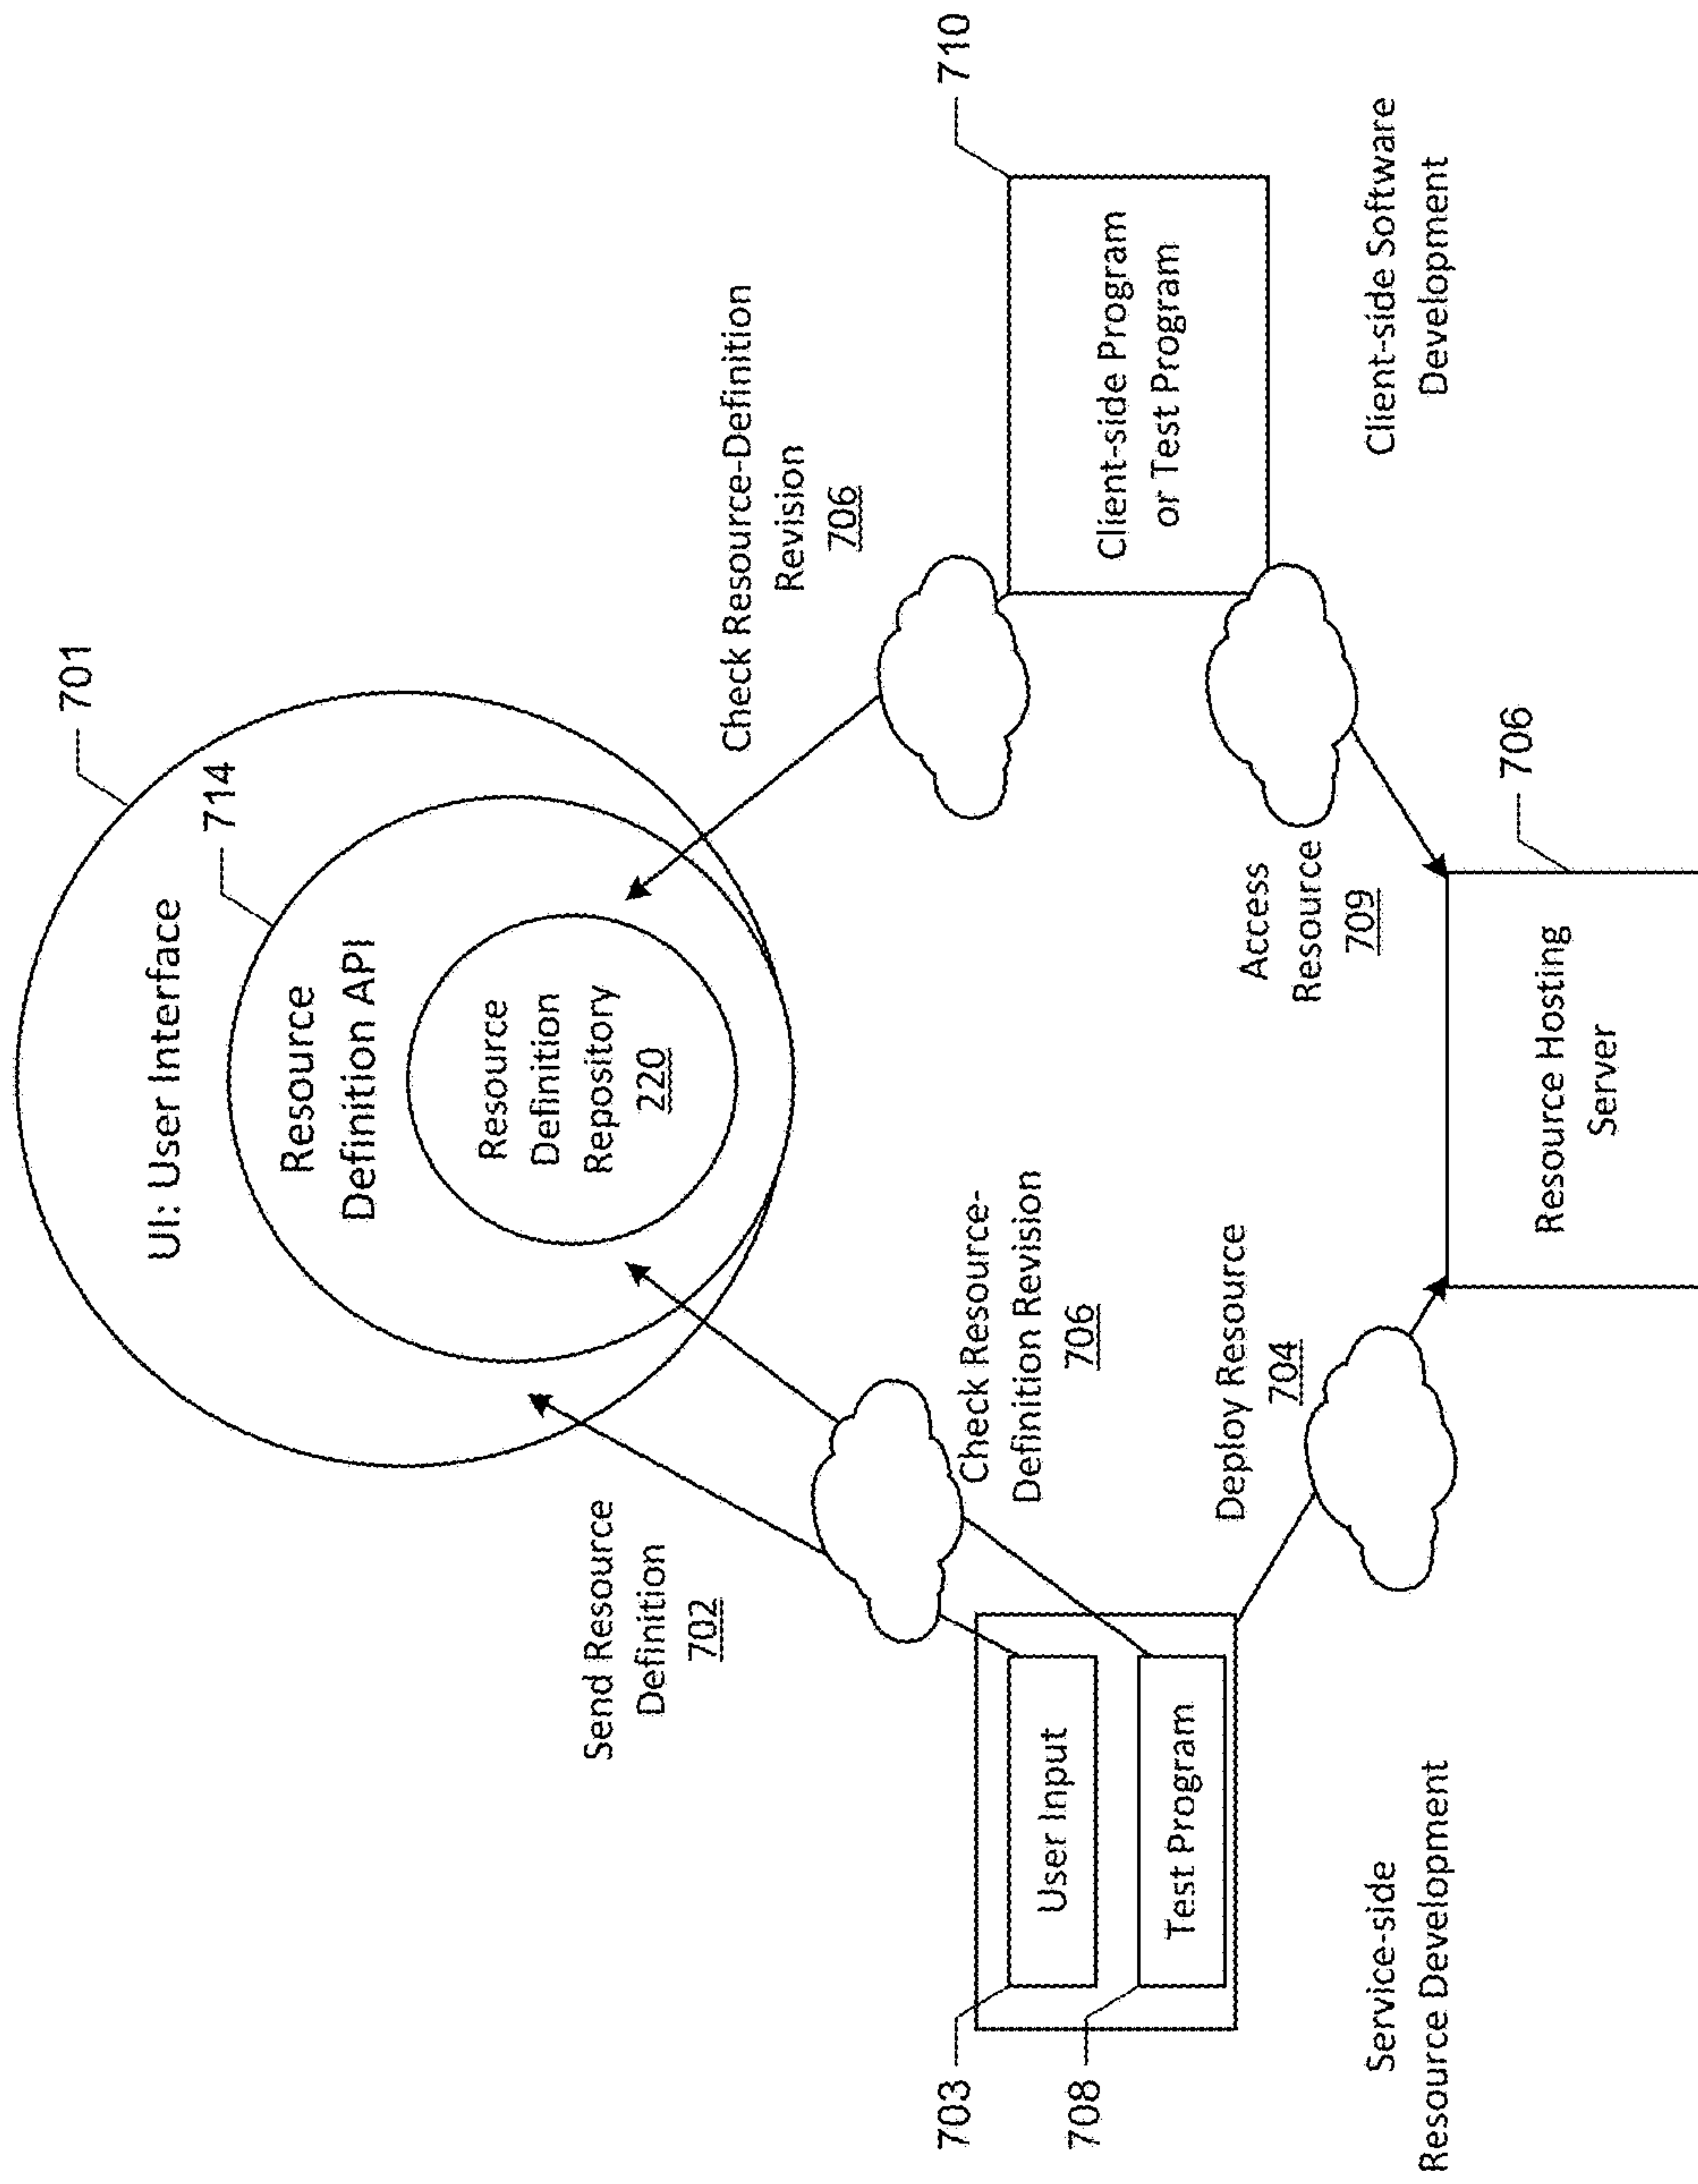 701
UI: User Interface
714
Resource
Definition API
Resource
Definition
Repository
220
Send Resource
Definition
702
Check Resource-Definition
Revision
706
703
User Input
708
Test Program
Check Resource-
Definition Revision
706
710
Client-side Program
or Test Program
Deploy Resource
704
Access
Resource
709
Service-side
Resource Development
Client-side Software
Development
706
Resource Hosting
Server